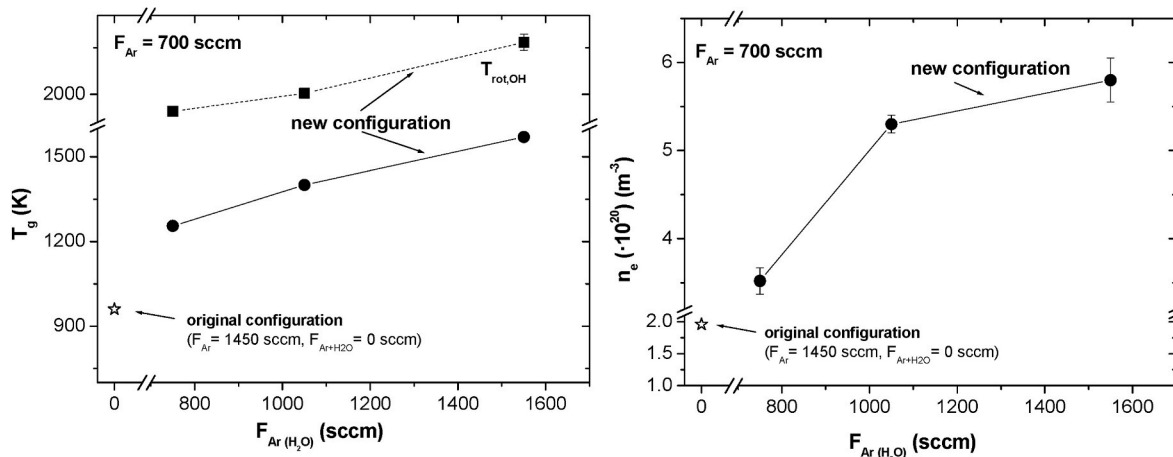 F_Ar = 700 sccm
T_rot,OH
new configuration
original configuration
(F_Ar = 1450 sccm, F_Ar+H2O = 0 sccm)
2000
1500
1200
900
T_g (K)
0 800 1000 1200 1400 1600
F_Ar (H₂O) (sccm)
F_Ar = 700 sccm
new configuration
original configuration
(F_Ar = 1450 sccm, F_Ar+H2O = 0 sccm)
6
5
4
2.0
1.5
1.0
n_e (·10^20) (m^-3)
0 800 1000 1200 1400 1600
F_Ar (H₂O) (sccm)